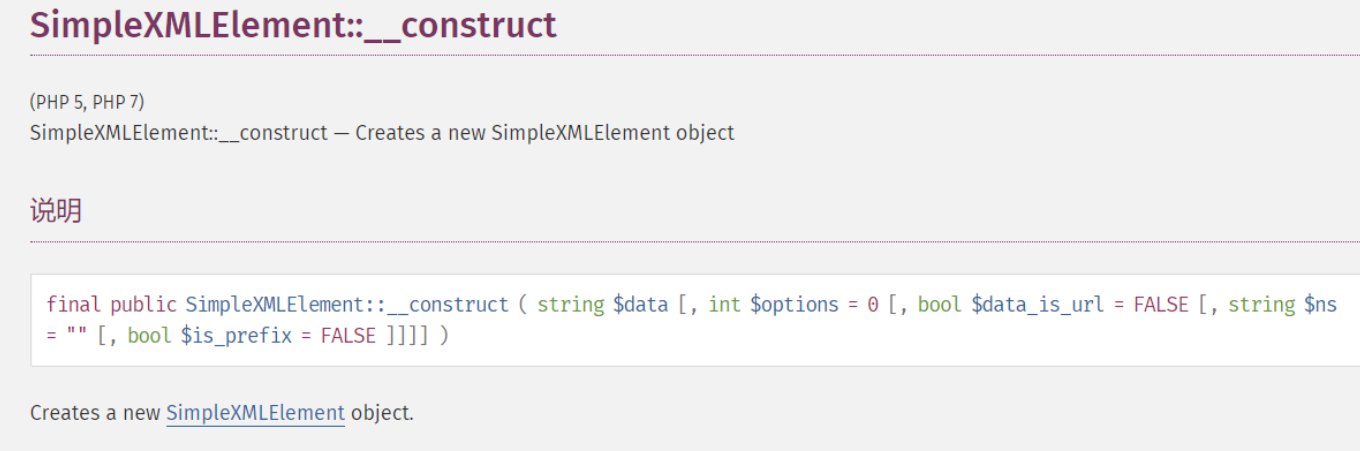 SimpleXMLElement::__construct
(PHP 5, PHP 7)
SimpleXMLElement::__construct — Creates a new SimpleXMLElement object
说明
final public SimpleXMLElement::__construct ( string $data [, int $options = 0 [, bool $data_is_url = FALSE [, string $ns
= "" [, bool $is_prefix = FALSE ]]]] )
Creates a new SimpleXMLElement object.